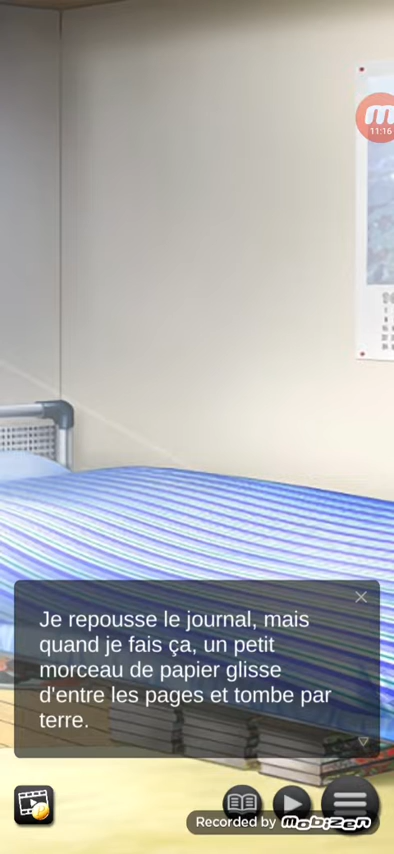 11:16
Je repousse le journal, mais
quand je fais ça, un petit
morceau de papier glisse
d'entre les pages et tombe par
terre.
Recorded by mobizen